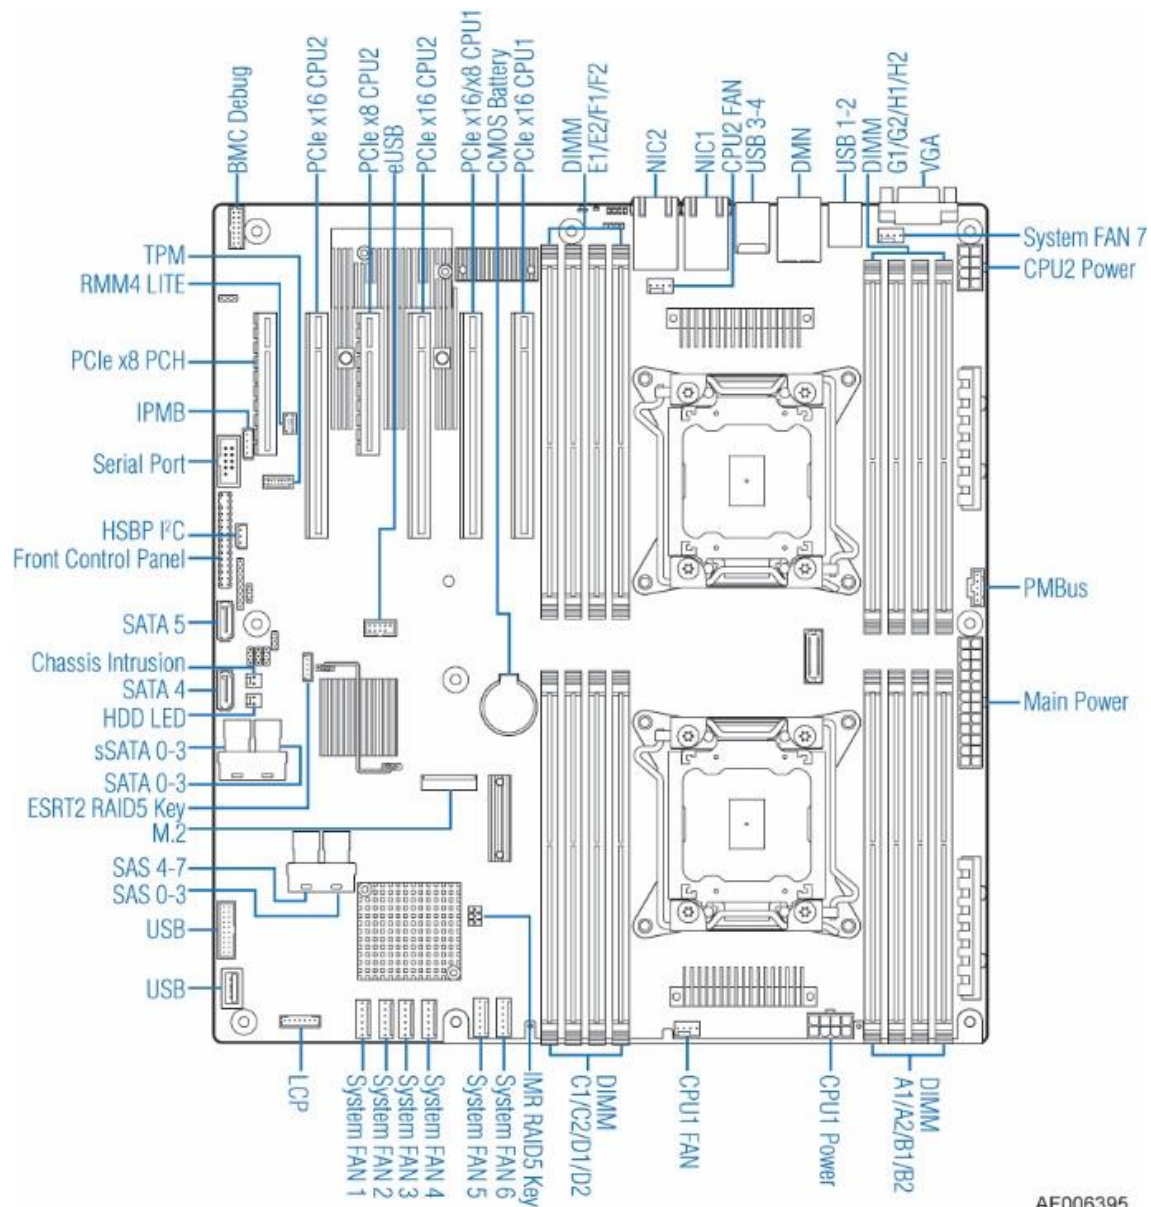 BMC Debug
PCIe x16 CPU2
PCIe x8 CPU2
eUSB
PCIe x16 CPU2
PCIe x16/x8 CPU1
CMOS Battery
PCIe x16 CPU1
DIMM
E1/E2/F1/F2
NIC2
NIC1
CPU2 FAN
USB 3-4
DMN
USB 1-2
DIMM
G1/G2/H1/H2
VGA
TPM
RMM4 LITE
PCIe x8 PCH
IPMB
Serial Port
HSBP I²C
Front Control Panel
SATA 5
Chassis Intrusion
SATA 4
HDD LED
sSATA 0-3
SATA 0-3
ESRT2 RAID5 Key
M.2
SAS 4-7
SAS 0-3
USB
USB
System FAN 7
CPU2 Power
PMBus
Main Power
LCP
System FAN 1
System FAN 2
System FAN 3
System FAN 4
System FAN 5
System FAN 6
IMR RAID5 Key
DIMM
C1/C2/D1/D2
CPU1 FAN
CPU1 Power
DIMM
A1/A2/B1/B2
AF006395